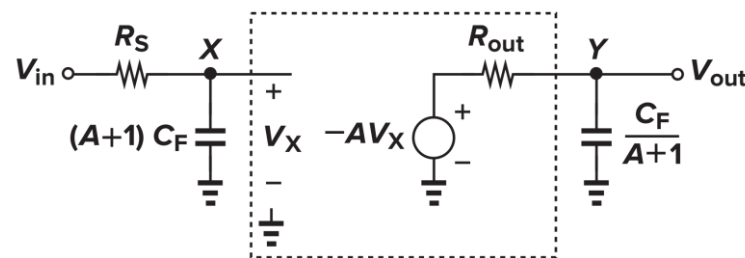 R_S X R_out Y
V_in V_out
(A+1) C_F + V_X − −AV_X + − C_F/A+1